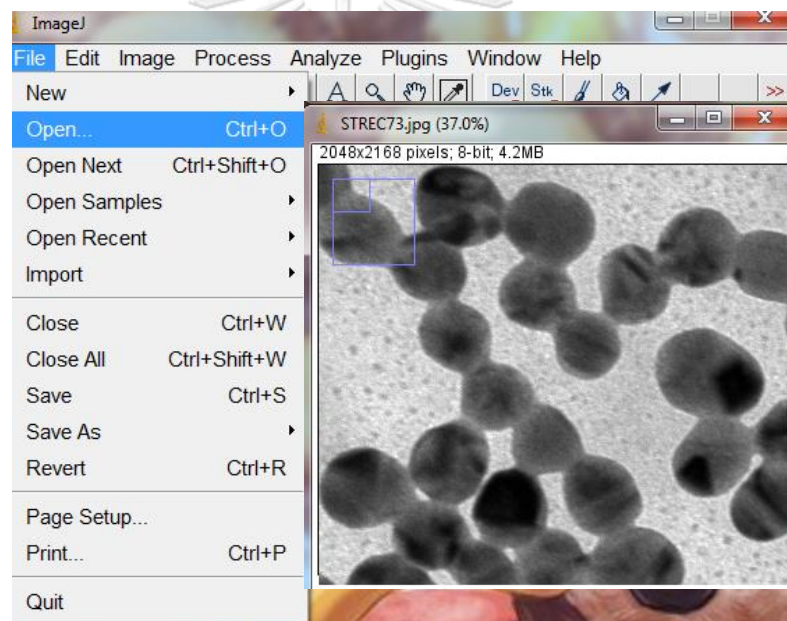 ImageJ
File Edit Image Process Analyze Plugins Window Help
New
A Dev Stk >>
Open... Ctrl+O
STREC73.jpg (37.0%)
2048x2168 pixels; 8-bit; 4.2MB
Open Next Ctrl+Shift+O
Open Samples
Open Recent
Import
Close Ctrl+W
Close All Ctrl+Shift+W
Save Ctrl+S
Save As
Revert Ctrl+R
Page Setup...
Print... Ctrl+P
Quit